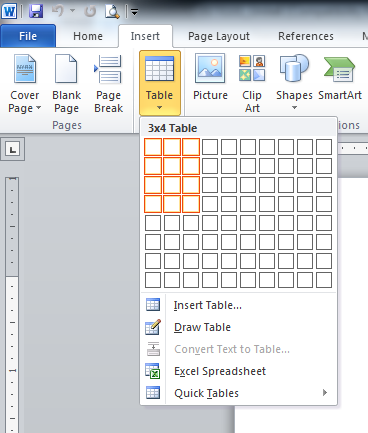 File Home Insert Page Layout References
Cover Page Blank Page Page Break Table Picture Clip Art Shapes SmartArt
Pages
3x4 Table
Insert Table...
Draw Table
Convert Text to Table...
Excel Spreadsheet
Quick Tables